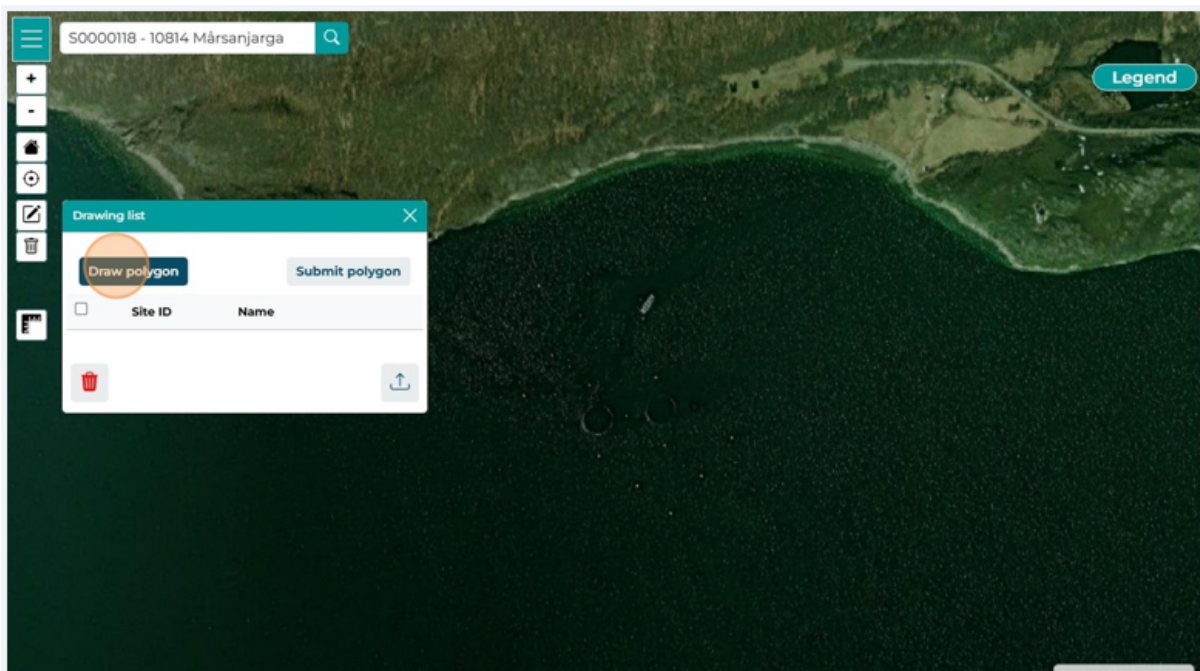 S0000118 - 10814 Mårsanjarga
+
-
Legend
Drawing list
Draw polygon
Submit polygon
Site ID Name